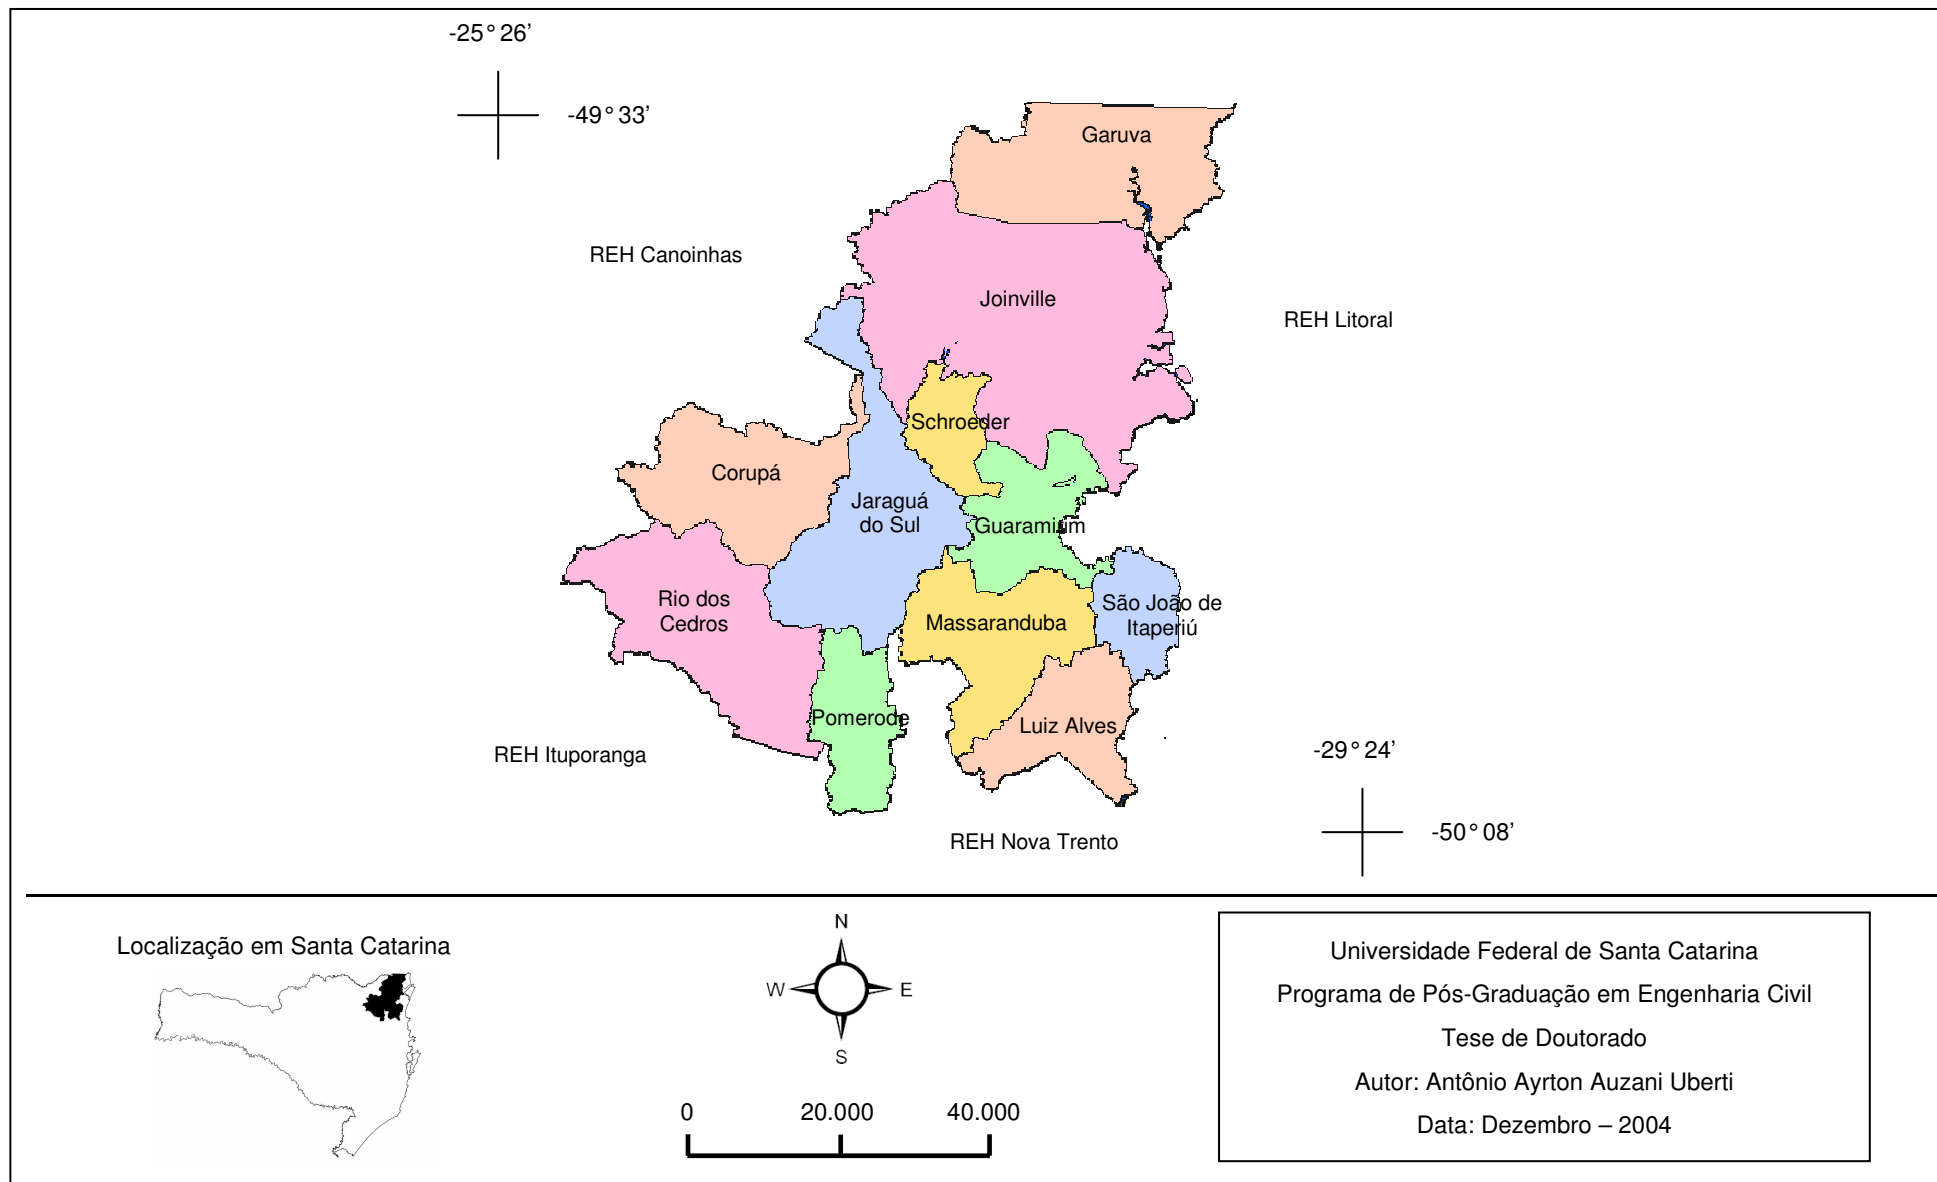 -25° 26’
-49° 33’
Garuva
REH Canoinhas
Joinville
REH Litoral
Schroeder
Corupá
Jaraguá
do Sul
Guaramirim
Rio dos
Cedros
Massaranduba
São João de
Itaperiú
Pomerode
Luiz Alves
REH Ituporanga
-29° 24’
-50° 08’
REH Nova Trento
Localização em Santa Catarina
N
W
E
S
0 20.000 40.000
Universidade Federal de Santa Catarina
Programa de Pós-Graduação em Engenharia Civil
Tese de Doutorado
Autor: Antônio Ayrton Auzani Uberti
Data: Dezembro – 2004